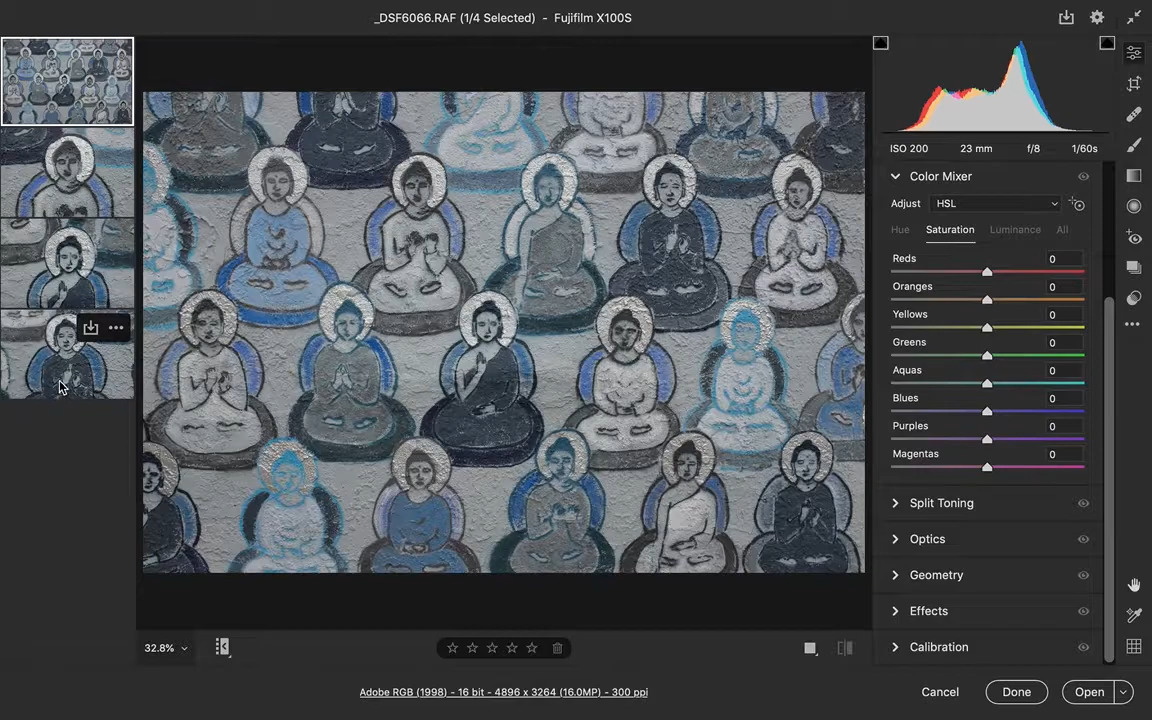 _DSF6066.RAF (1/4 Selected) - Fujifilm X100S
ISO 200 23 mm f/8 1/60s
Color Mixer
Adjust HSL
Hue Saturation Luminance All
Reds 0
Oranges 0
Yellows 0
Greens 0
Aquas 0
Blues 0
Purples 0
Magentas 0
Split Toning
Optics
Geometry
Effects
Calibration
32.8%
Adobe RGB (1998) - 16 bit - 4896 x 3264 (16.0MP) - 300 ppi
Cancel Done Open